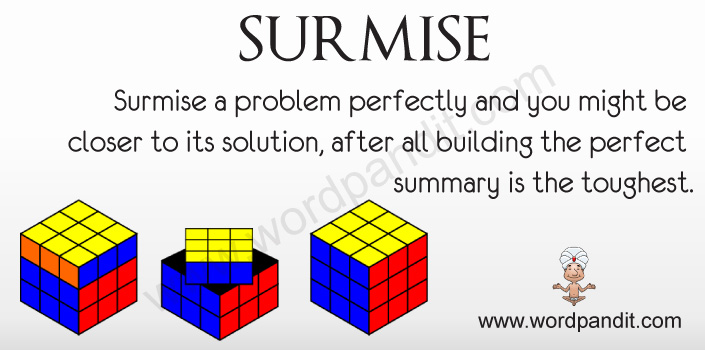 SURMISE
Surmise a problem perfectly and you might be
closer to its solution, after all building the perfect
summary is the toughest.
www.wordpandit.com
www.wordpandit.com